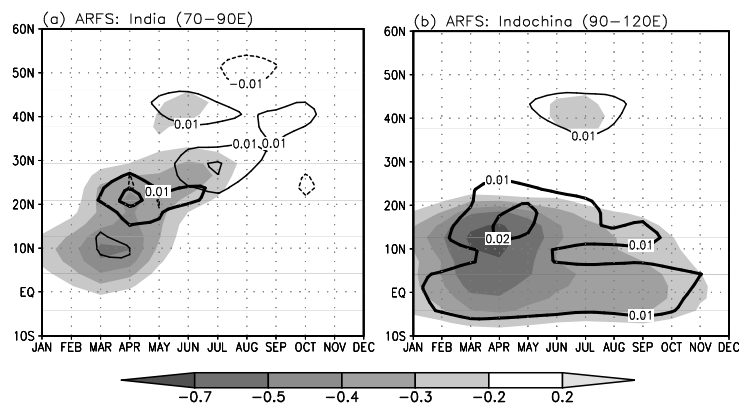 (a) ARFS: India (70-90E)
60N
50N
40N
30N
20N
10N
EQ
10S
JAN FEB MAR APR MAY JUN JUL AUG SEP OCT NOV DEC
-0.01
0.01
0.01 0.01
0.01
(b) ARFS: Indochina (90-120E)
60N
50N
40N
30N
20N
10N
EQ
10S
JAN FEB MAR APR MAY JUN JUL AUG SEP OCT NOV DEC
0.01
0.01
0.02
0.01
0.01
-0.7 -0.5 -0.4 -0.3 -0.2 0.2